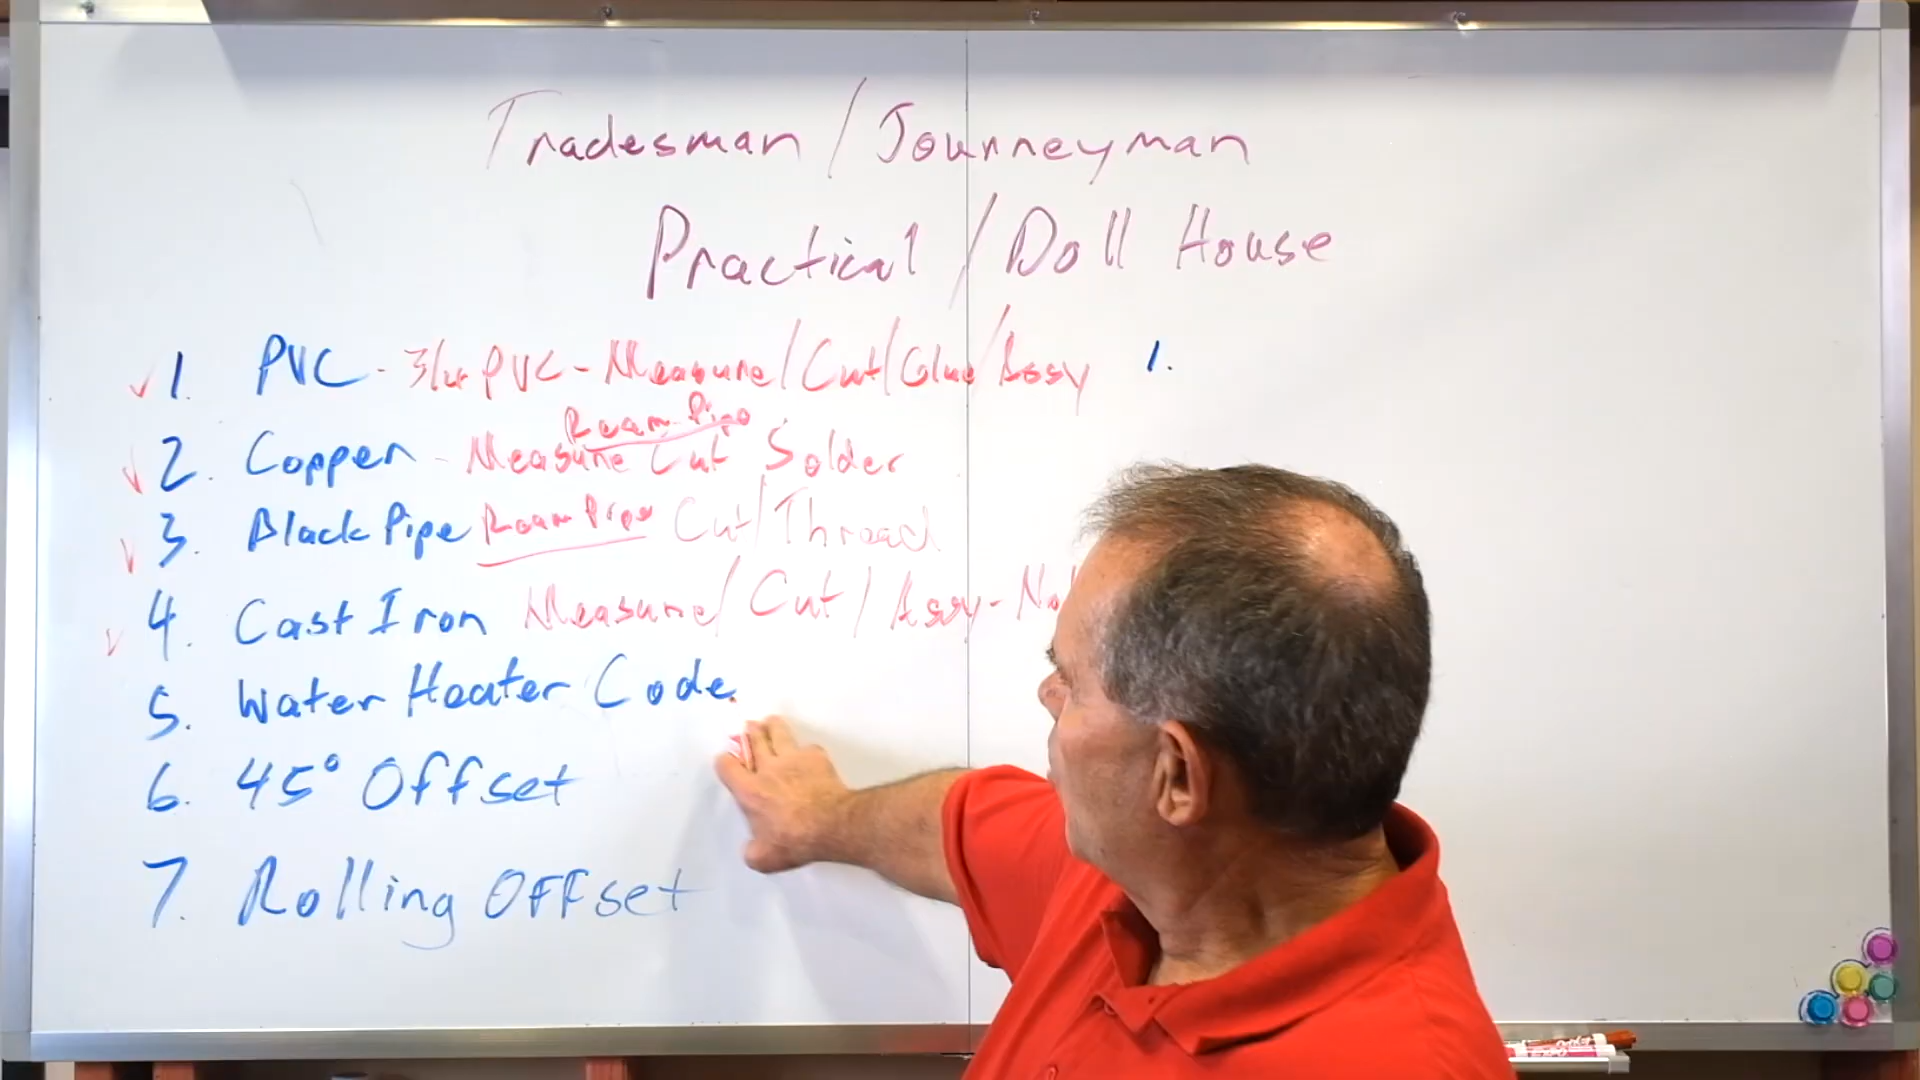 Tradesman / Journeyman
Practical / Doll House
✓ 1. PVC - 3/4 PVC - Measure / Cut / Glue / Assy 1.
Ream Pipe
✓ 2. Copper - Measure Cut Solder
✓ 3. Black Pipe Ream Pipe Cut / Thread
✓ 4. Cast Iron Measure / Cut / Assy -
5. Water Heater Code
6. 45° Offset
7. Rolling OFFset